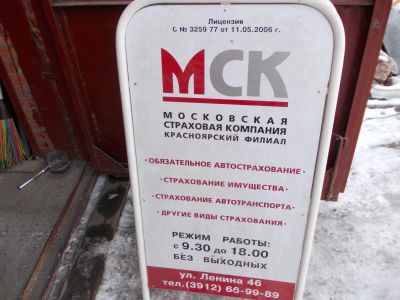 Лицензия
С № 3259 77 от 11.05.2006 г.
МСК
МОСКОВСКАЯ
СТРАХОВАЯ КОМПАНИЯ
КРАСНОЯРСКИЙ ФИЛИАЛ
· ОБЯЗАТЕЛЬНОЕ АВТОСТРАХОВАНИЕ ·
· СТРАХОВАНИЕ ИМУЩЕСТВА ·
· СТРАХОВАНИЕ АВТОТРАНСПОРТА ·
· ДРУГИЕ ВИДЫ СТРАХОВАНИЯ ·
РЕЖИМ РАБОТЫ:
с 9.30 до 18.00
БЕЗ ВЫХОДНЫХ
ул. Ленина 46
тел.(3912) 65-99-89